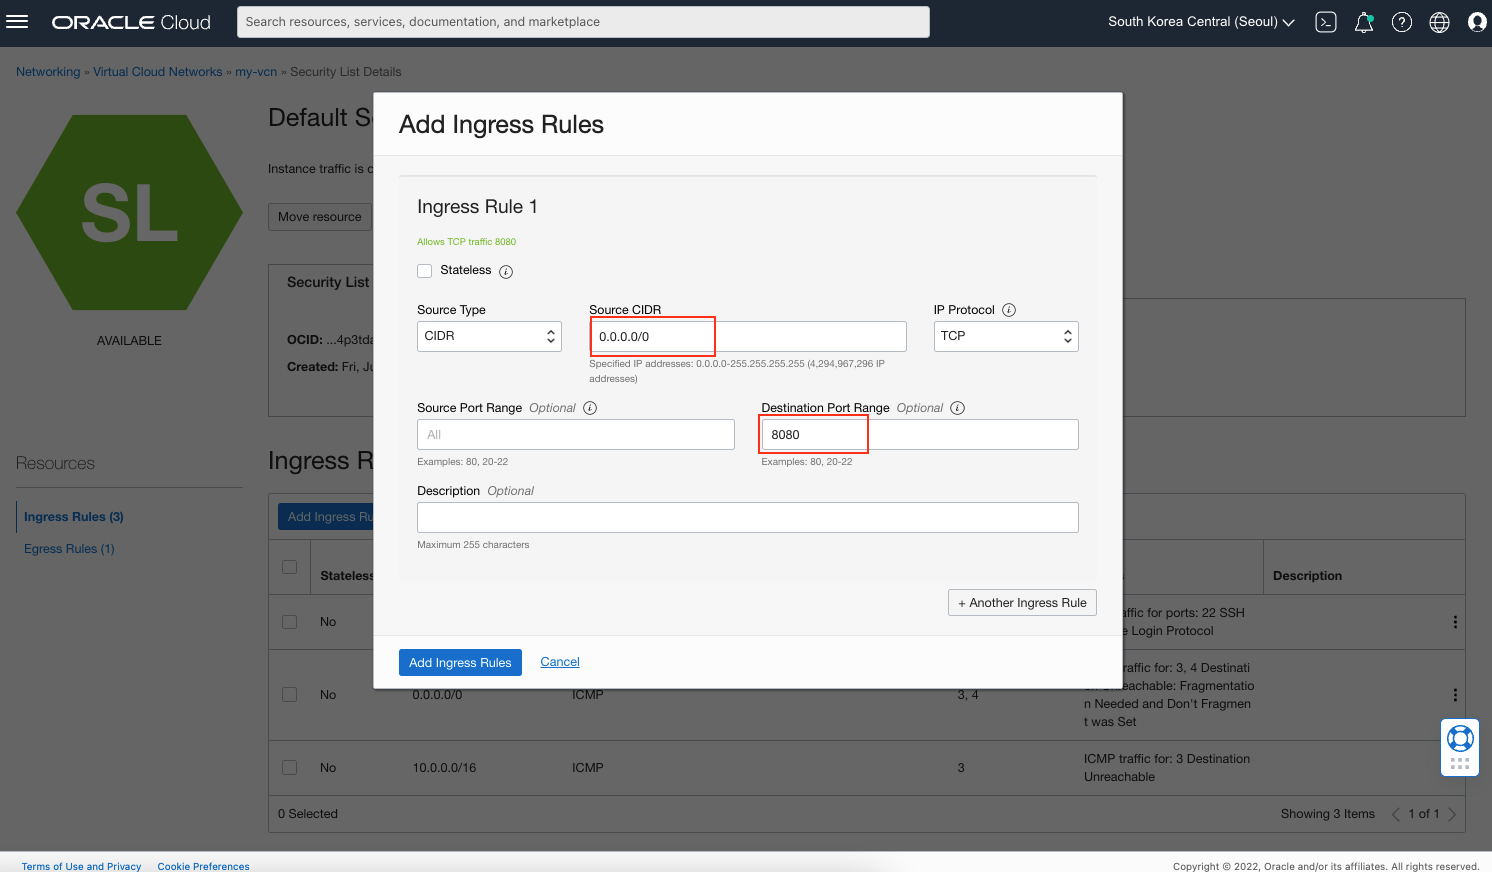 ORACLE Cloud
Search resources, services, documentation, and marketplace
South Korea Central (Seoul)
Networking » Virtual Cloud Networks » my-vcn » Security List Details
SL
AVAILABLE
Default S
Instance traffic is c
Move resource
Security List
OCID: ...4p3tda
Created: Fri, Ju
Add Ingress Rules
Ingress Rule 1
Allows TCP traffic 8080
Stateless
Source Type
CIDR
Source CIDR
0.0.0.0/0
Specified IP addresses: 0.0.0.0-255.255.255.255 (4,294,967,296 IP
addresses)
IP Protocol
TCP
Source Port Range Optional
All
Examples: 80, 20-22
Destination Port Range Optional
8080
Examples: 80, 20-22
Description Optional
Maximum 255 characters
+ Another Ingress Rule
Add Ingress Rules
Cancel
Resources
Ingress Rules (3)
Egress Rules (1)
Ingress R
Add Ingress Ru
Stateless
Description
No
affic for ports: 22 SSH
e Login Protocol
No
0.0.0.0/0
ICMP
3, 4
raffic for: 3, 4 Destinati
eachable: Fragmentatio
n Needed and Don't Fragmen
t was Set
No
10.0.0.0/16
ICMP
3
ICMP traffic for: 3 Destination
Unreachable
0 Selected
Showing 3 Items
1 of 1
Terms of Use and Privacy
Cookie Preferences
Copyright © 2022, Oracle and/or its affiliates. All rights reserved.